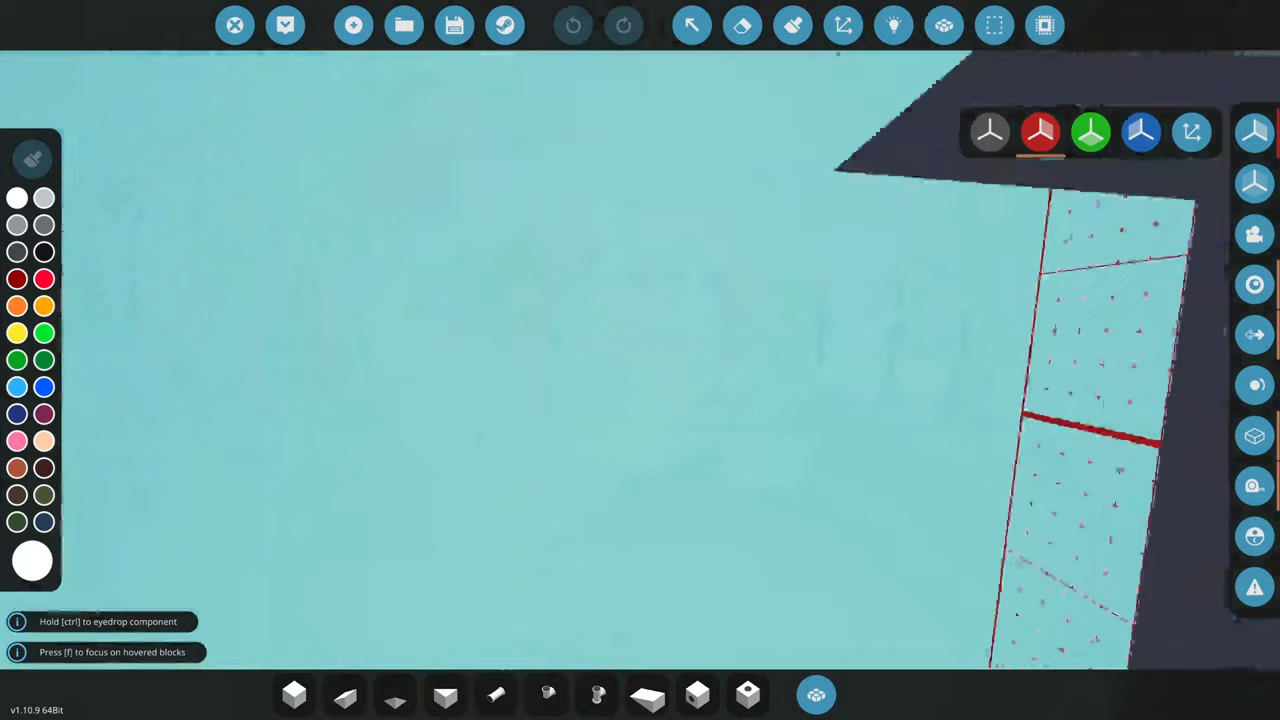 Hold [ctrl] to eyedrop component
Press [f] to focus on hovered blocks
v1.10.9 64Bit